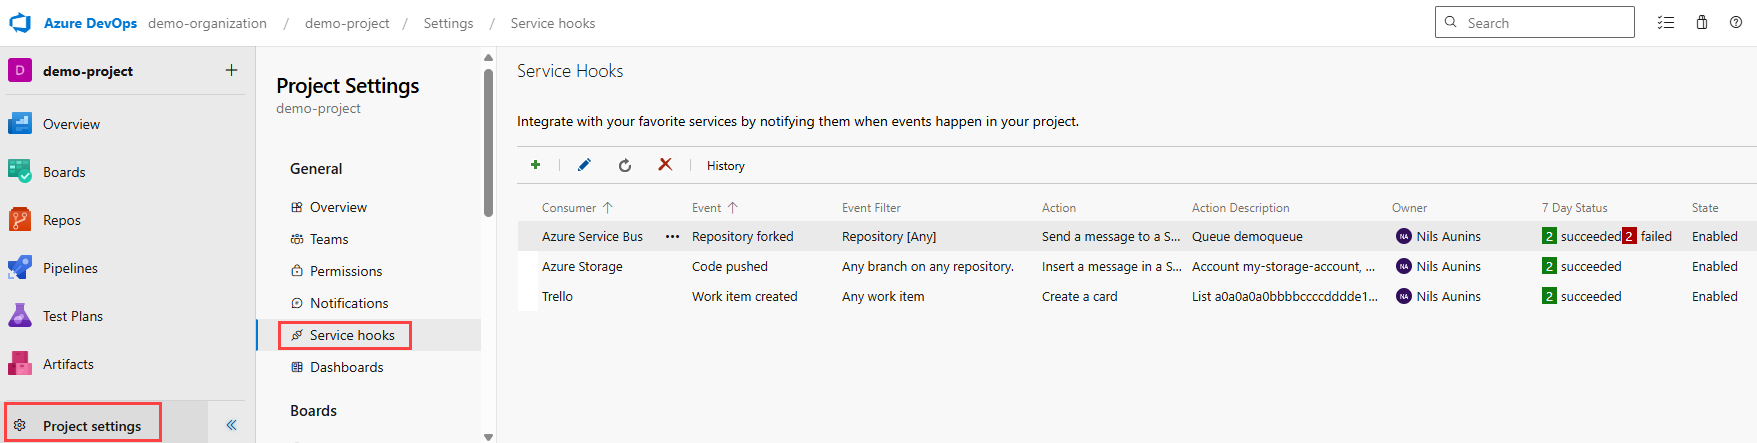 Azure DevOps demo-organization / demo-project / Settings / Service hooks
Search
D demo-project
Overview
Boards
Repos
Pipelines
Test Plans
Artifacts
Project settings
Project Settings
demo-project
General
Overview
Teams
Permissions
Notifications
Service hooks
Dashboards
Boards
Service Hooks
Integrate with your favorite services by notifying them when events happen in your project.
History
Consumer Event Event Filter Action Action Description Owner 7 Day Status State
Azure Service Bus ... Repository forked Repository [Any] Send a message to a S... Queue demoqueue NA Nils Aunins 2 succeeded 2 failed Enabled
Azure Storage Code pushed Any branch on any repository. Insert a message in a S... Account my-storage-account, ... NA Nils Aunins 2 succeeded Enabled
Trello Work item created Any work item Create a card List a0a0a0a0bbbbccccdddde1... NA Nils Aunins 2 succeeded Enabled